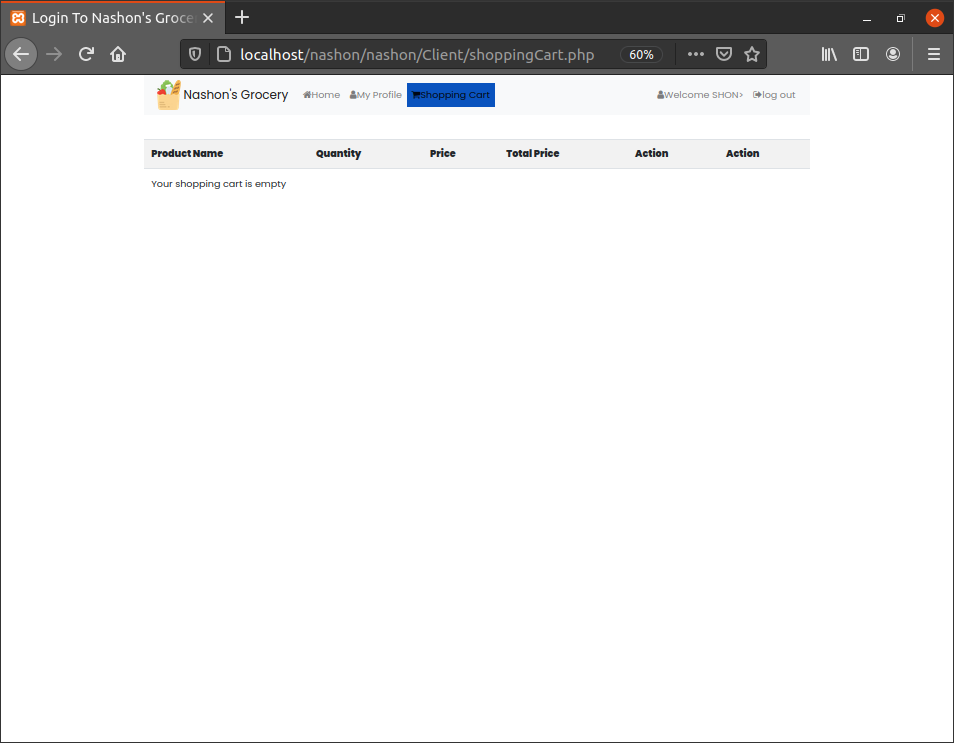 Login To Nashon's Groce
localhost/nashon/nashon/Client/shoppingCart.php 60%
Nashon's Grocery Home My Profile Shopping Cart Welcome SHON> log out
Product Name Quantity Price Total Price Action Action
Your shopping cart is empty